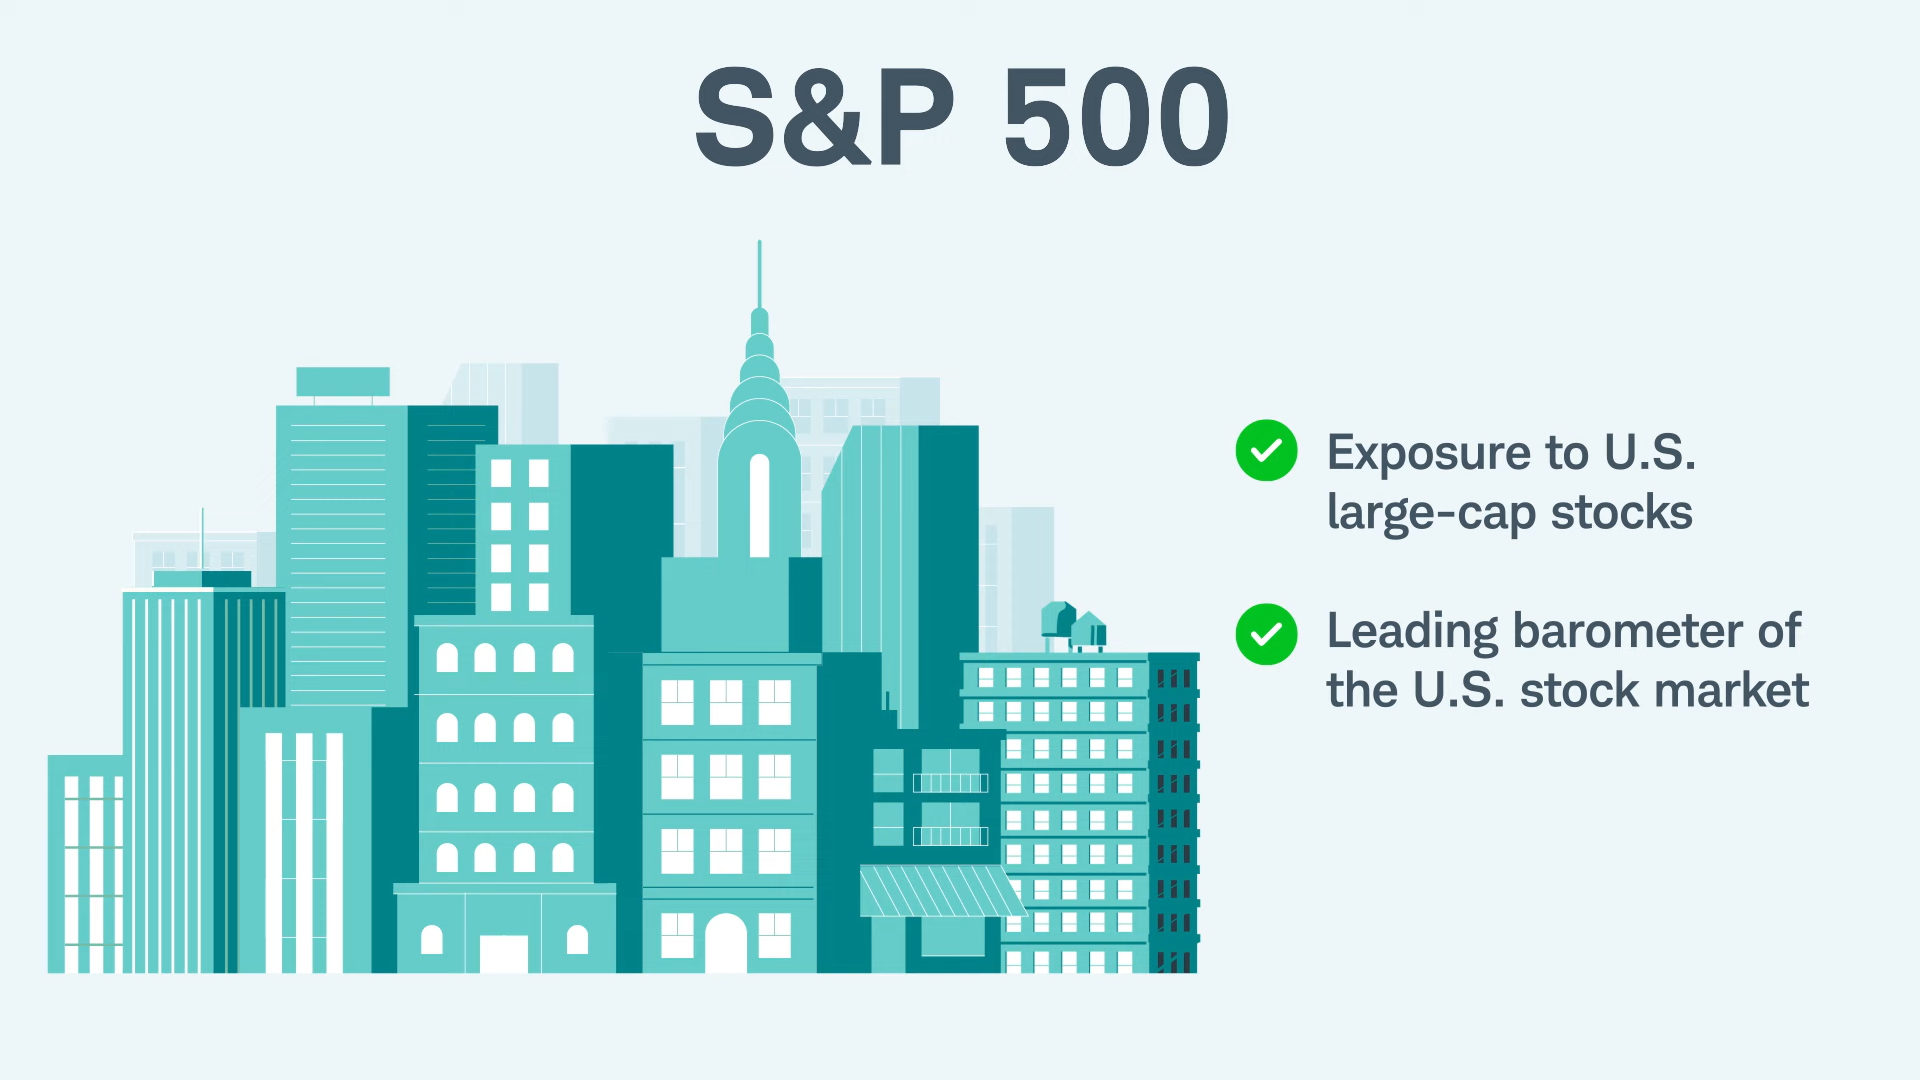 S&P 500
Exposure to U.S.
large-cap stocks
Leading barometer of
the U.S. stock market